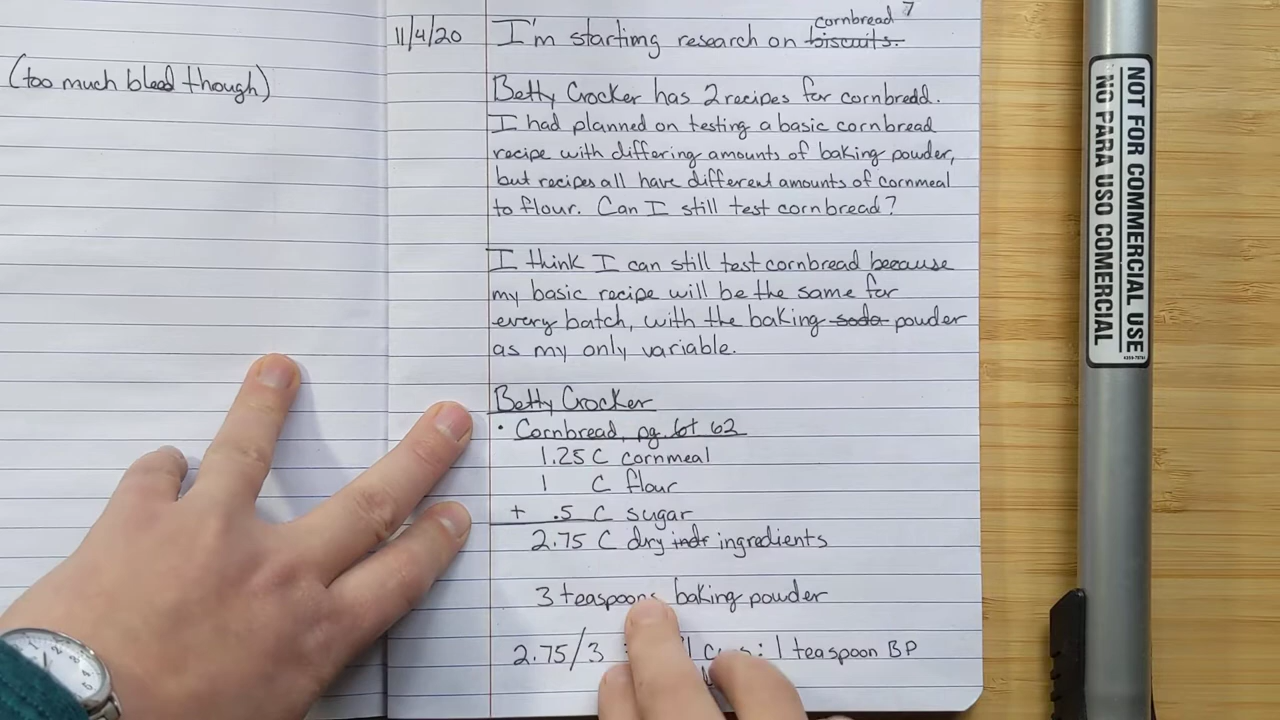 (too much bleed though)
11/4/20
7
cornbread
I'm starting research on biscuits.
Betty Crocker has 2 recipes for cornbread.
I had planned on testing a basic cornbread
recipe with differing amounts of baking powder,
but recipes all have different amounts of cornmeal
to flour. Can I still test cornbread?
I think I can still test cornbread because
my basic recipe will be the same for
every batch, with the baking soda powder
as my only variable.
Betty Crocker
• Cornbread, pg. 62
1.25 C cornmeal
1 C flour
+ .5 C sugar
2.75 C dry ingredients
3 teaspoons baking powder
2.75/3 : 1 teaspoon BP
NOT FOR COMMERCIAL USE
NO PARA USO COMERCIAL